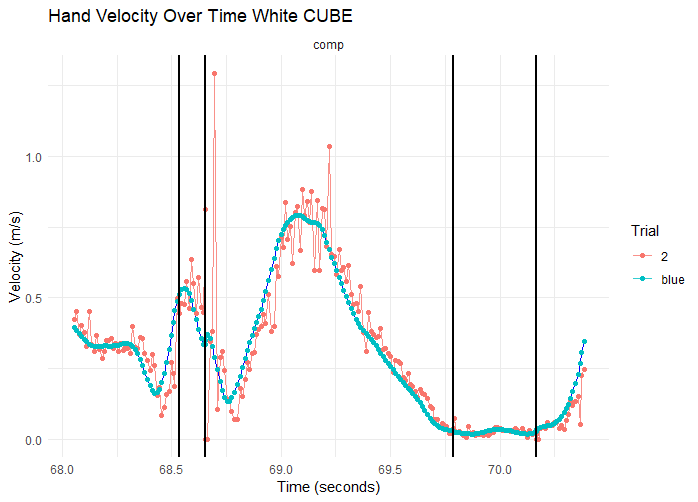 Hand Velocity Over Time White CUBE
comp
Velocity (m/s)
1.0
0.5
0.0
68.0 68.5 69.0 69.5 70.0
Time (seconds)
Trial
2
blue